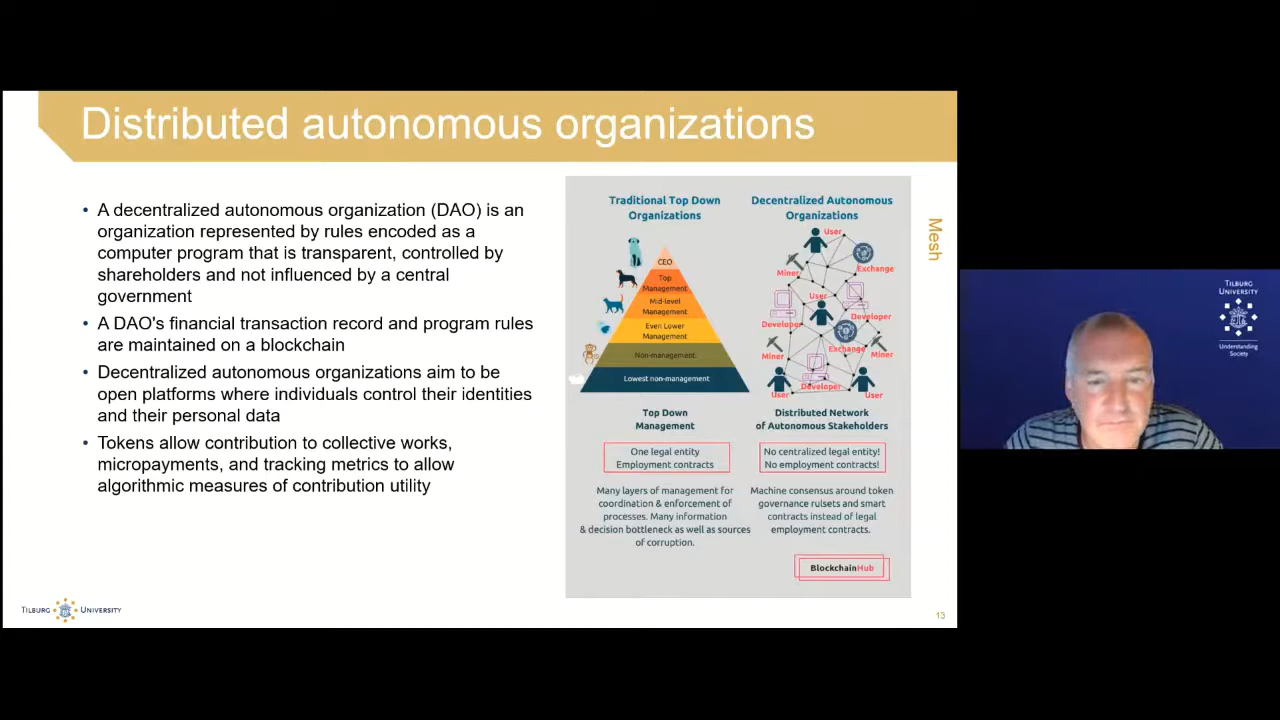 Distributed autonomous organizations
A decentralized autonomous organization (DAO) is an
organization represented by rules encoded as a
computer program that is transparent, controlled by
shareholders and not influenced by a central
government
A DAO's financial transaction record and program rules
are maintained on a blockchain
Decentralized autonomous organizations aim to be
open platforms where individuals control their identities
and their personal data
Tokens allow contribution to collective works,
micropayments, and tracking metrics to allow
algorithmic measures of contribution utility
Traditional Top Down
Organizations
CEO
Top
Management
Mid-level
Management
Even Lower
Management
Non-management.
Lowest non-management
Top Down
Management
One legal entity
Employment contracts
Many layers of management for
coordination & enforcement of
processes. Many information
& decision bottleneck as well as sources
of corruption.
Decentralized Autonomous
Organizations
User
Exchange
Miner
User
Developer
Developer
Exchange
Miner
Miner
Developer
User
User
Distributed Network
of Autonomous Stakeholders
No centralized legal entity!
No employment contracts!
Machine consensus around token
governance rulsets and smart
contracts instead of legal
employment contracts.
BlockchainHub
Mesh
TILBURG UNIVERSITY
13
TILBURG
UNIVERSITY
Understanding
Society